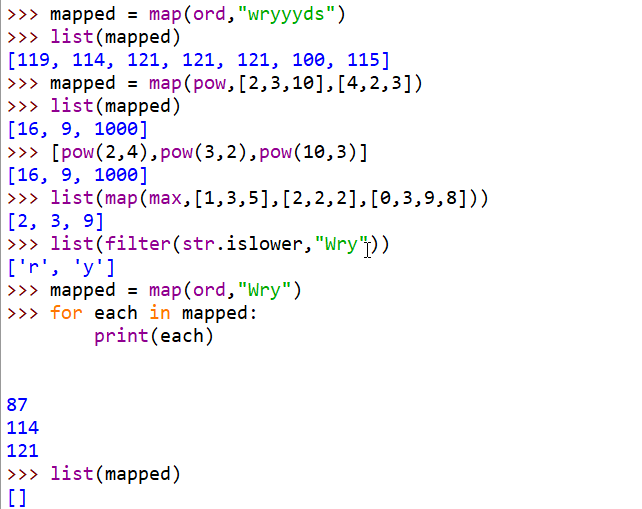 >>> mapped = map(ord,"wryyyds")
>>> list(mapped)
[119, 114, 121, 121, 121, 100, 115]
>>> mapped = map(pow,[2,3,10],[4,2,3])
>>> list(mapped)
[16, 9, 1000]
>>> [pow(2,4),pow(3,2),pow(10,3)]
[16, 9, 1000]
>>> list(map(max,[1,3,5],[2,2,2],[0,3,9,8]))
[2, 3, 9]
>>> list(filter(str.islower,"Wry"))
['r', 'y']
>>> mapped = map(ord,"Wry")
>>> for each in mapped:
        print(each)
87
114
121
>>> list(mapped)
[]